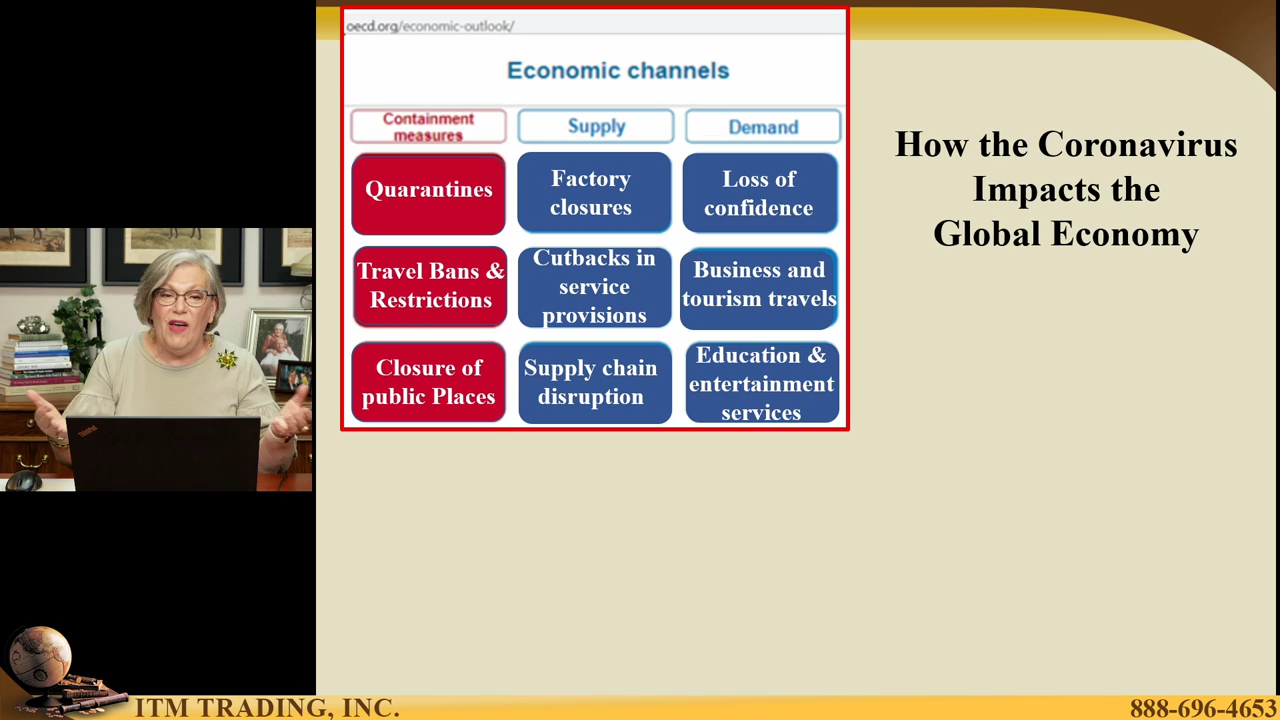 oecd.org/economic-outlook/
Economic channels
Containment
measures
Supply
Demand
Quarantines
Factory
closures
Loss of
confidence
Travel Bans &
Restrictions
Cutbacks in
service
provisions
Business and
tourism travels
Closure of
public Places
Supply chain
disruption
Education &
entertainment
services
How the Coronavirus
Impacts the
Global Economy
ThinkPad
ITM TRADING, INC.
888-696-4653